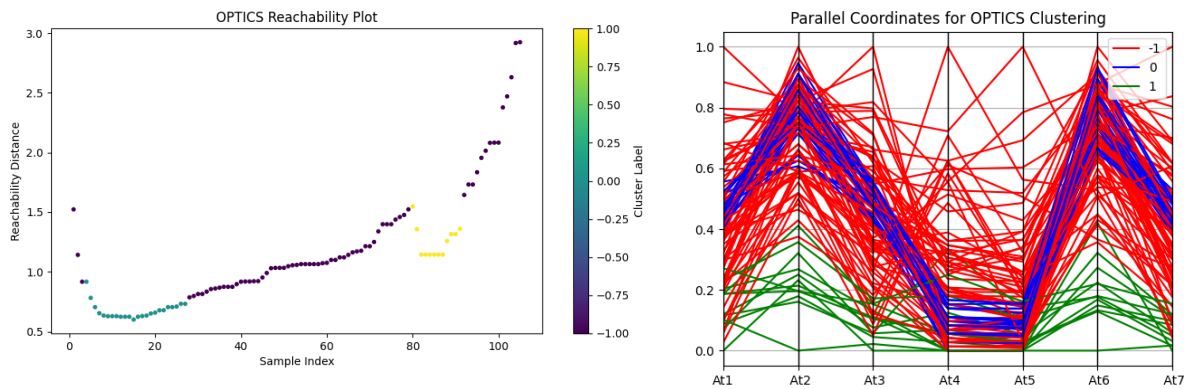 OPTICS Reachability Plot
3.0
2.5
2.0
1.5
1.0
0.5
Reachability Distance
0
20
40
60
80
100
Sample Index
1.00
0.75
0.50
0.25
0.00
−0.25
−0.50
−0.75
−1.00
Cluster Label
Parallel Coordinates for OPTICS Clustering
-1
0
1
1.0
0.8
0.6
0.4
0.2
0.0
At1
At2
At3
At4
At5
At6
At7